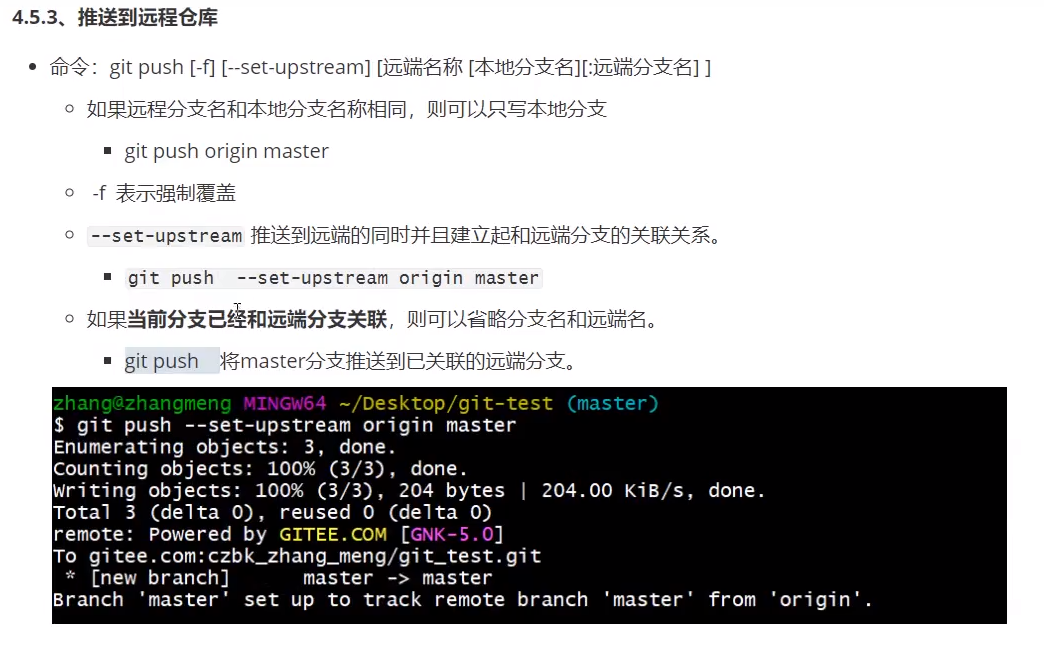 4.5.3、推送到远程仓库
命令：git push [-f] [--set-upstream] [远端名称 [本地分支名][:远端分支名] ]
如果远程分支名和本地分支名称相同，则可以只写本地分支
git push origin master
-f 表示强制覆盖
--set-upstream 推送到远端的同时并且建立起和远端分支的关联关系。
git push  --set-upstream origin master
如果当前分支已经和远端分支关联，则可以省略分支名和远端名。
git push 将master分支推送到已关联的远端分支。
zhang@zhangmeng MINGW64 ~/Desktop/git-test (master)
$ git push --set-upstream origin master
Enumerating objects: 3, done.
Counting objects: 100% (3/3), done.
Writing objects: 100% (3/3), 204 bytes | 204.00 KiB/s, done.
Total 3 (delta 0), reused 0 (delta 0)
remote: Powered by GITEE.COM [GNK-5.0]
To gitee.com:czbk_zhang_meng/git_test.git
 * [new branch]      master -> master
Branch 'master' set up to track remote branch 'master' from 'origin'.